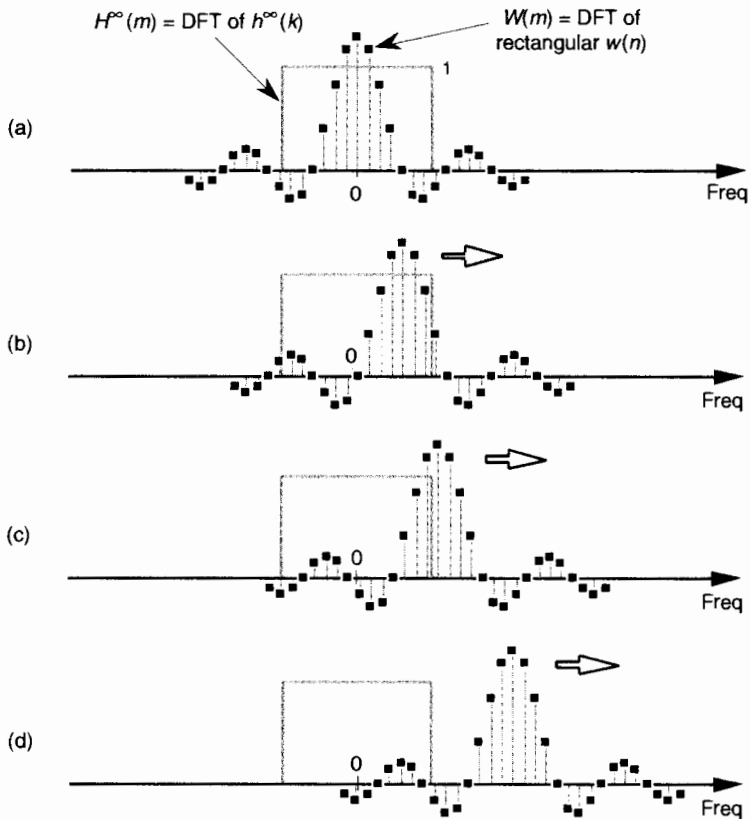 H∞(m) = DFT of h∞(k)
W(m) = DFT of
rectangular w(n)
1
(a)
0
Freq
(b)
0
Freq
(c)
0
Freq
(d)
0
Freq